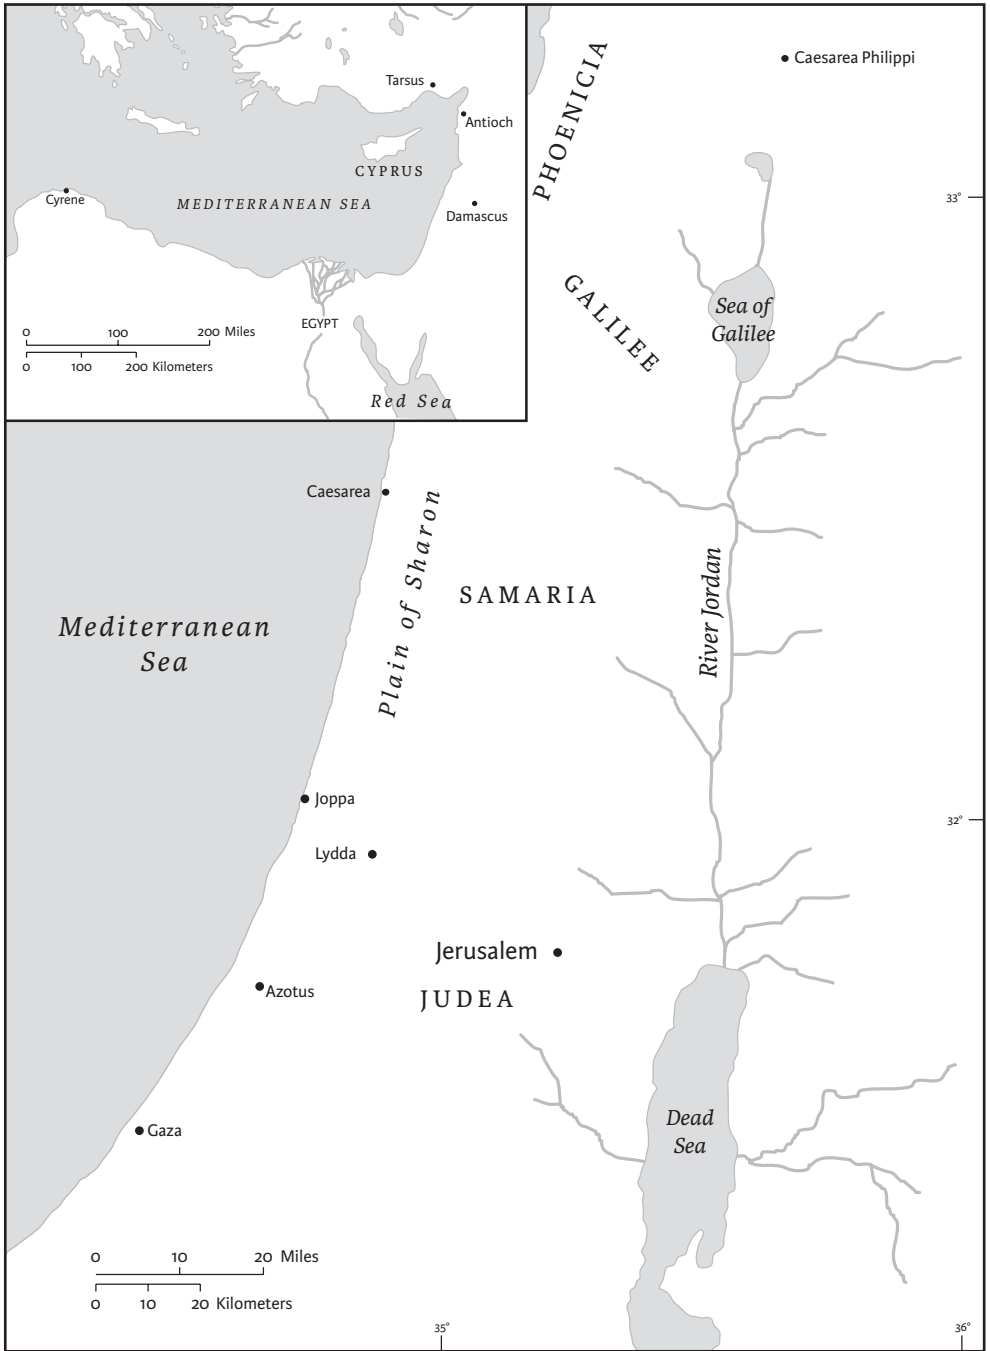 Tarsus
Antioch
CYPRUS
Cyrene
MEDITERRANEAN SEA
Damascus
EGYPT
0 100 200 Miles
0 100 200 Kilometers
Red Sea
PHOENICIA
Caesarea Philippi
33°
GALILEE
Sea of
Galilee
Caesarea
Plain of Sharon
SAMARIA
River Jordan
Mediterranean
Sea
Joppa
32°
Lydda
Jerusalem
JUDEA
Azotus
Dead
Sea
Gaza
0 10 20 Miles
0 10 20 Kilometers
35°
36°